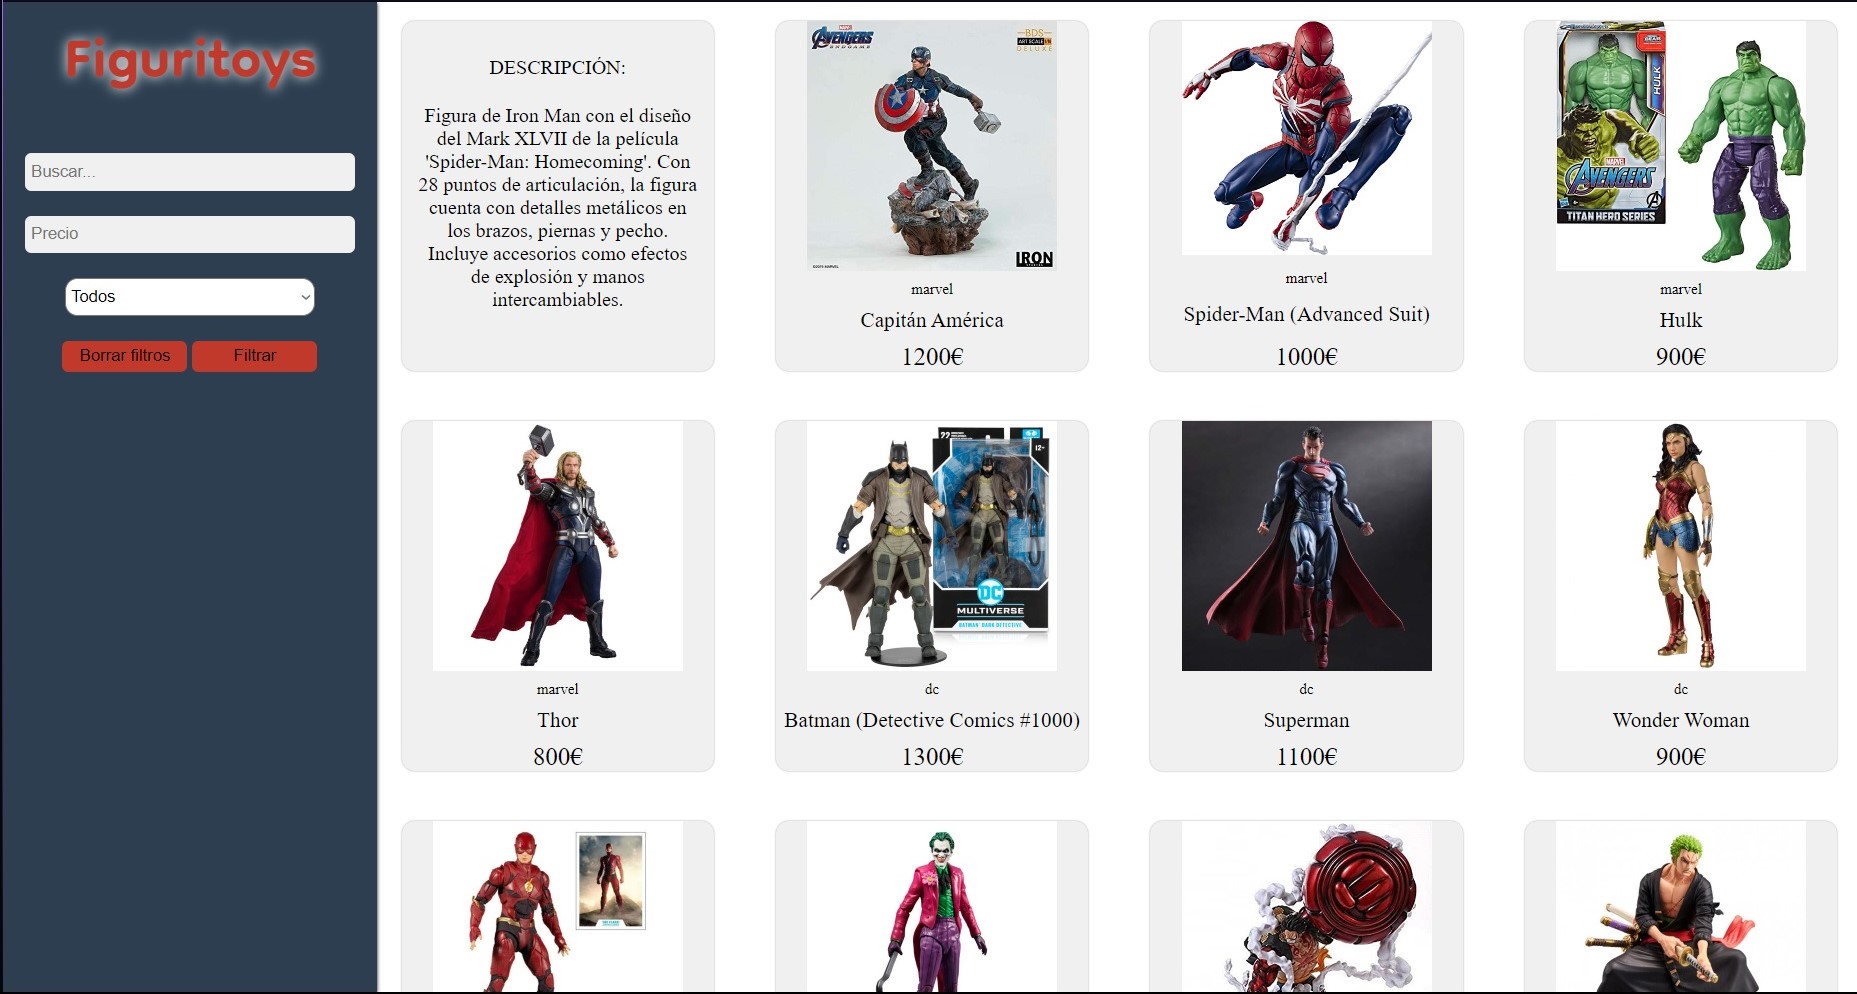 Figuritoys
Buscar...
Precio
Todos
Borrar filtros
Filtrar
DESCRIPCIÓN:
Figura de Iron Man con el diseño
del Mark XLVII de la película
'Spider-Man: Homecoming'. Con
28 puntos de articulación, la figura
cuenta con detalles metálicos en
los brazos, piernas y pecho.
Incluye accesorios como efectos
de explosión y manos
intercambiables.
MARVEL
AVENGERS
ENDGAME
BDS
ART SCALE
DELUXE
IRON
marvel
Capitán América
1200€
marvel
Spider-Man (Advanced Suit)
1000€
HULK
MARVEL
AVENGERS
TITAN HERO SERIES
marvel
Hulk
900€
marvel
Thor
800€
22
12+
DC
MULTIVERSE
BATMAN DARK DETECTIVE
dc
Batman (Detective Comics #1000)
1300€
dc
Superman
1100€
dc
Wonder Woman
900€